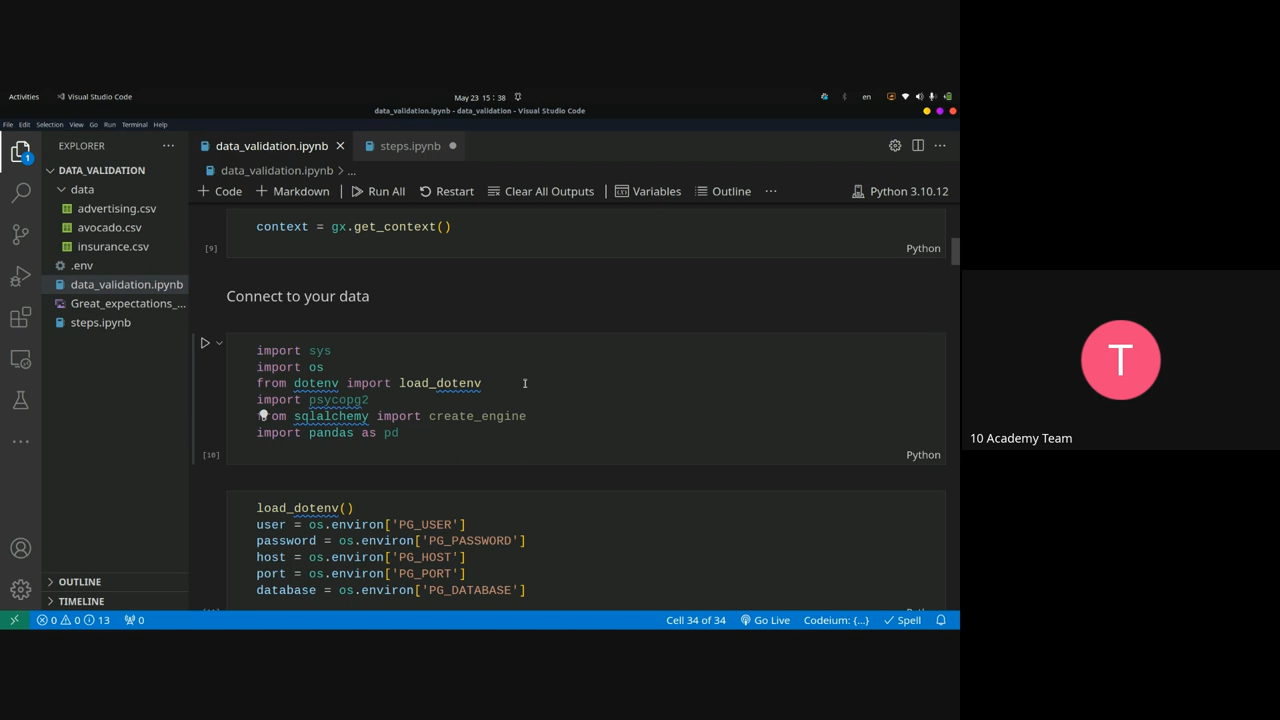 Activities
Visual Studio Code
May 23 15:38
en
data_validation.ipynb - data_validation - Visual Studio Code
File Edit Selection View Go Run Terminal Help
EXPLORER
data_validation.ipynb
steps.ipynb
1
DATA_VALIDATION
data_validation.ipynb > ...
data
Code
Markdown
Run All
Restart
Clear All Outputs
Variables
Outline
Python 3.10.12
advertising.csv
avocado.csv
insurance.csv
.env
data_validation.ipynb
Great_expectations_...
steps.ipynb
context = gx.get_context()
[9]
Python
Connect to your data
import sys
import os
from dotenv import load_dotenv
import psycopg2
from sqlalchemy import create_engine
import pandas as pd
[10]
Python
load_dotenv()
user = os.environ['PG_USER']
password = os.environ['PG_PASSWORD']
host = os.environ['PG_HOST']
port = os.environ['PG_PORT']
database = os.environ['PG_DATABASE']
OUTLINE
TIMELINE
0 0 13
0
Cell 34 of 34
Go Live
Codeium: {...}
Spell
T
10 Academy Team